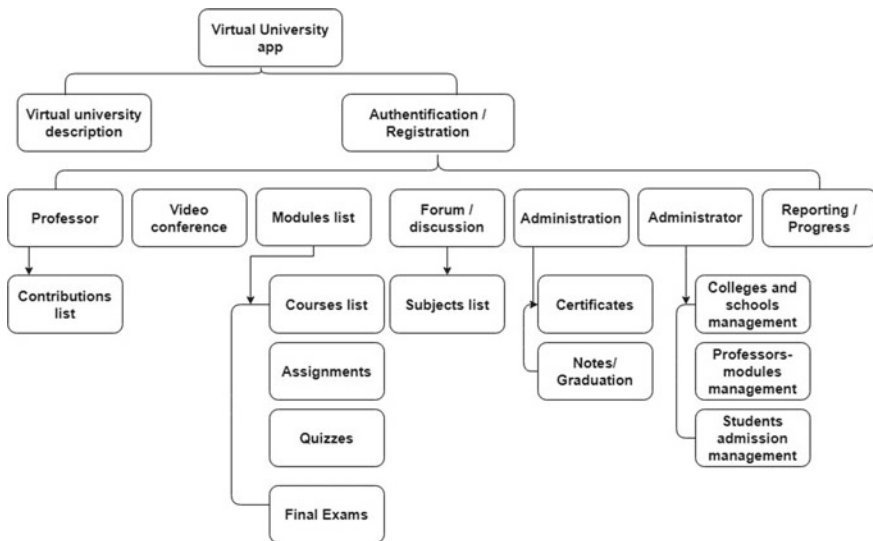 Virtual University
app
Virtual university
description
Authentification /
Registration
Professor
Video
conference
Modules list
Forum /
discussion
Administration
Administrator
Reporting /
Progress
Contributions
list
Courses list
Subjects list
Certificates
Colleges and
schools
management
Assignments
Notes/
Graduation
Professors-
modules
management
Quizzes
Students
admission
management
Final Exams